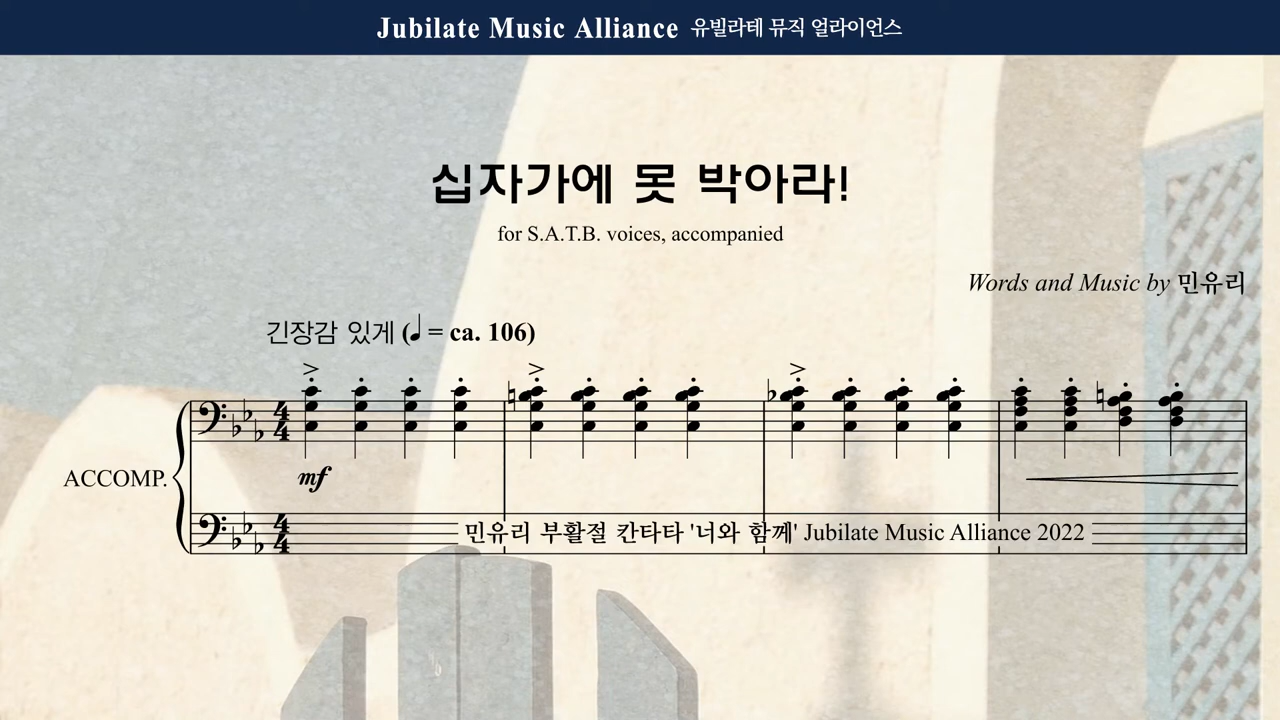 Jubilate Music Alliance 유빌라테 뮤직 얼라이언스
십자가에 못 박아라!
for S.A.T.B. voices, accompanied
Words and Music by 민유리
긴장감 있게 (♩ = ca. 106)
mf
ACCOMP.
민유리 부활절 칸타타 '너와 함께' Jubilate Music Alliance 2022